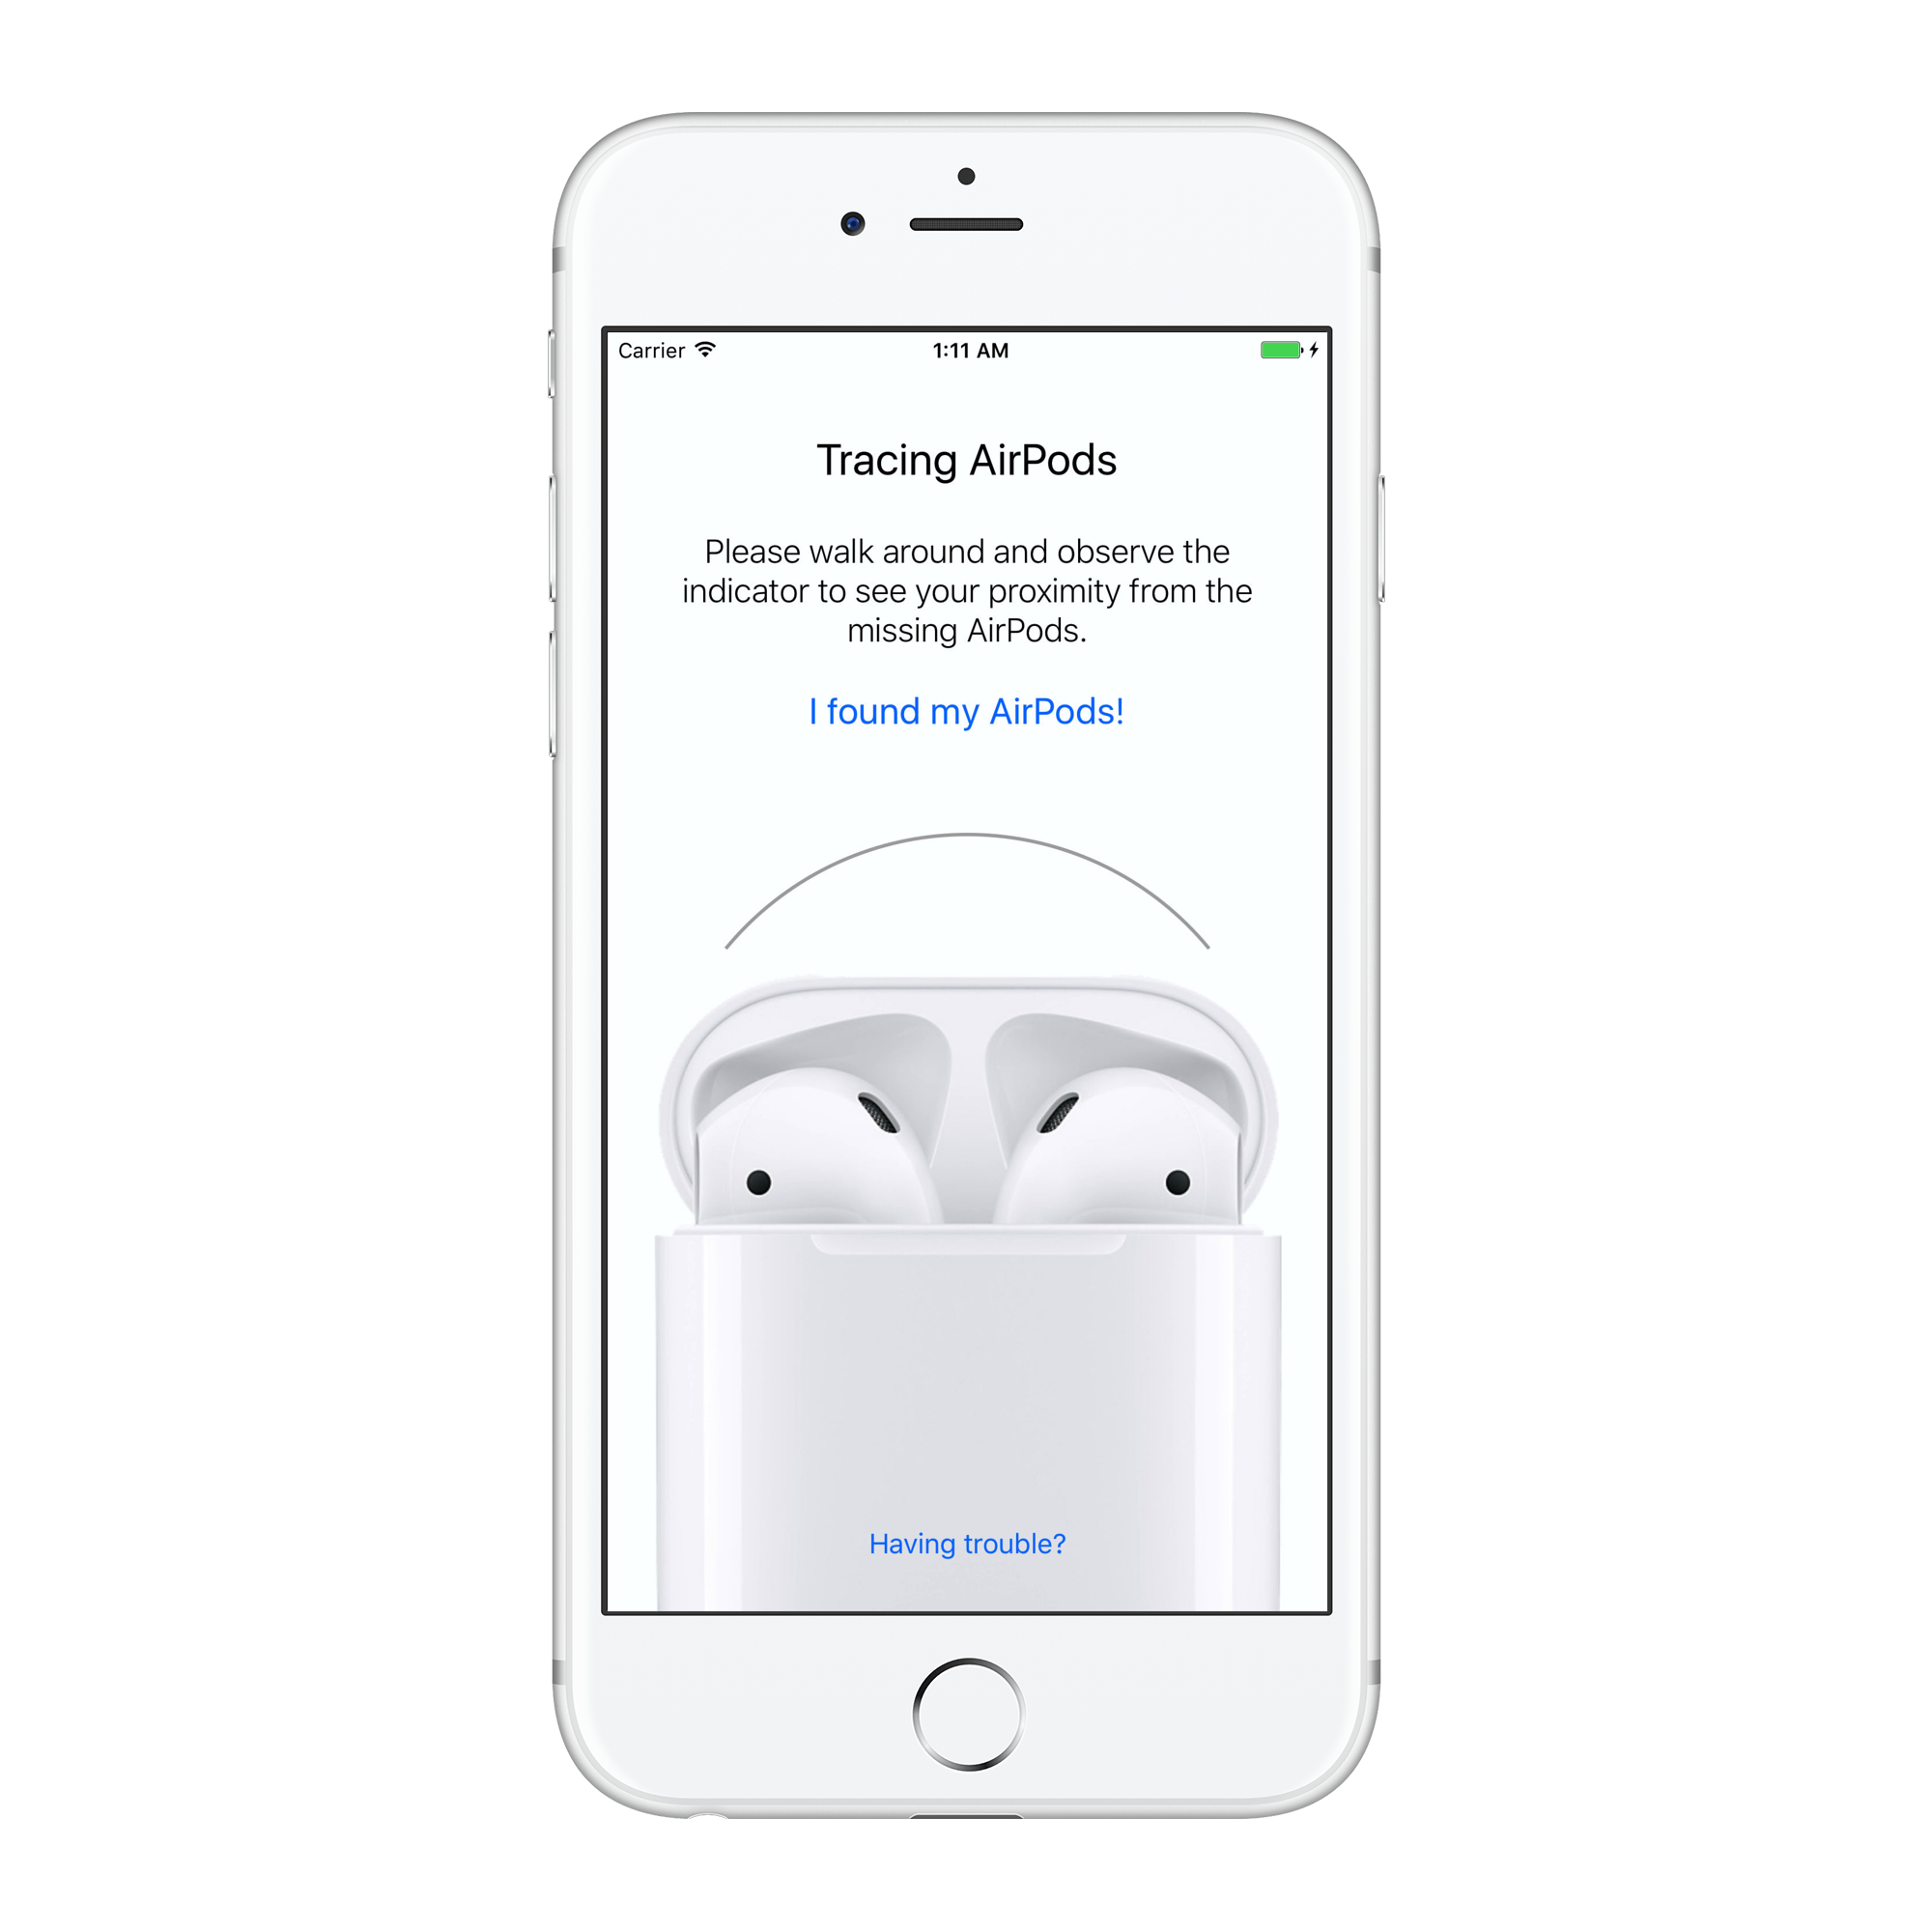 Carrier 1:11 AM
Tracing AirPods
Please walk around and observe the
indicator to see your proximity from the
missing AirPods.
I found my AirPods!
Having trouble?